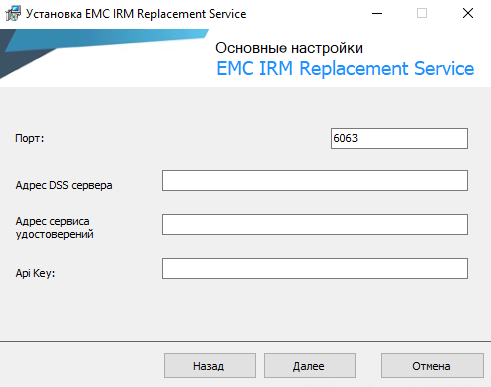 Установка EMC IRM Replacement Service
Основные настройки
EMC IRM Replacement Service
Порт:
6063
Адрес DSS сервера
Адрес сервиса
удостоверений
Api Key:
Назад
Далее
Отмена